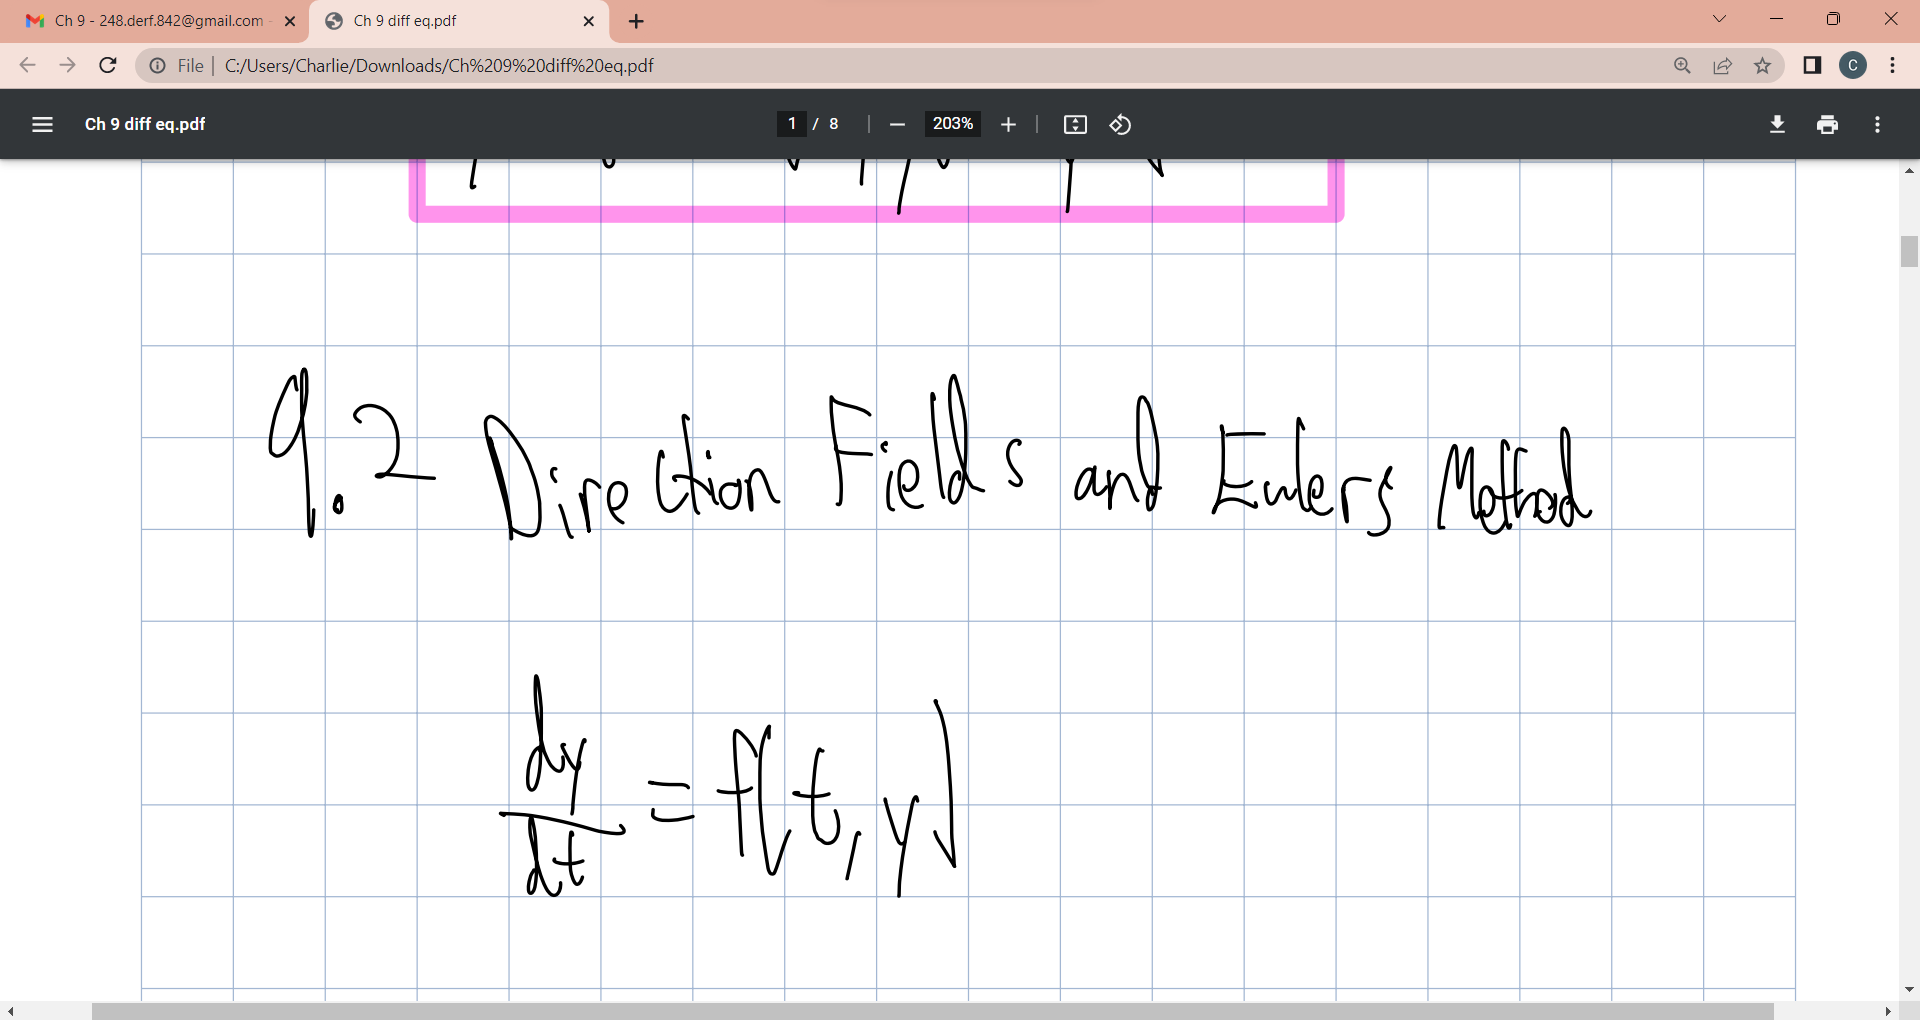 Ch 9 - 248.derf.842@gmail.com -
Ch 9 diff eq.pdf
File | C:/Users/Charlie/Downloads/Ch%209%20diff%20eq.pdf
C
Ch 9 diff eq.pdf
1 / 8
203%
9.2 Direction Fields and Eulers Method
dy/dt = f(t, y)